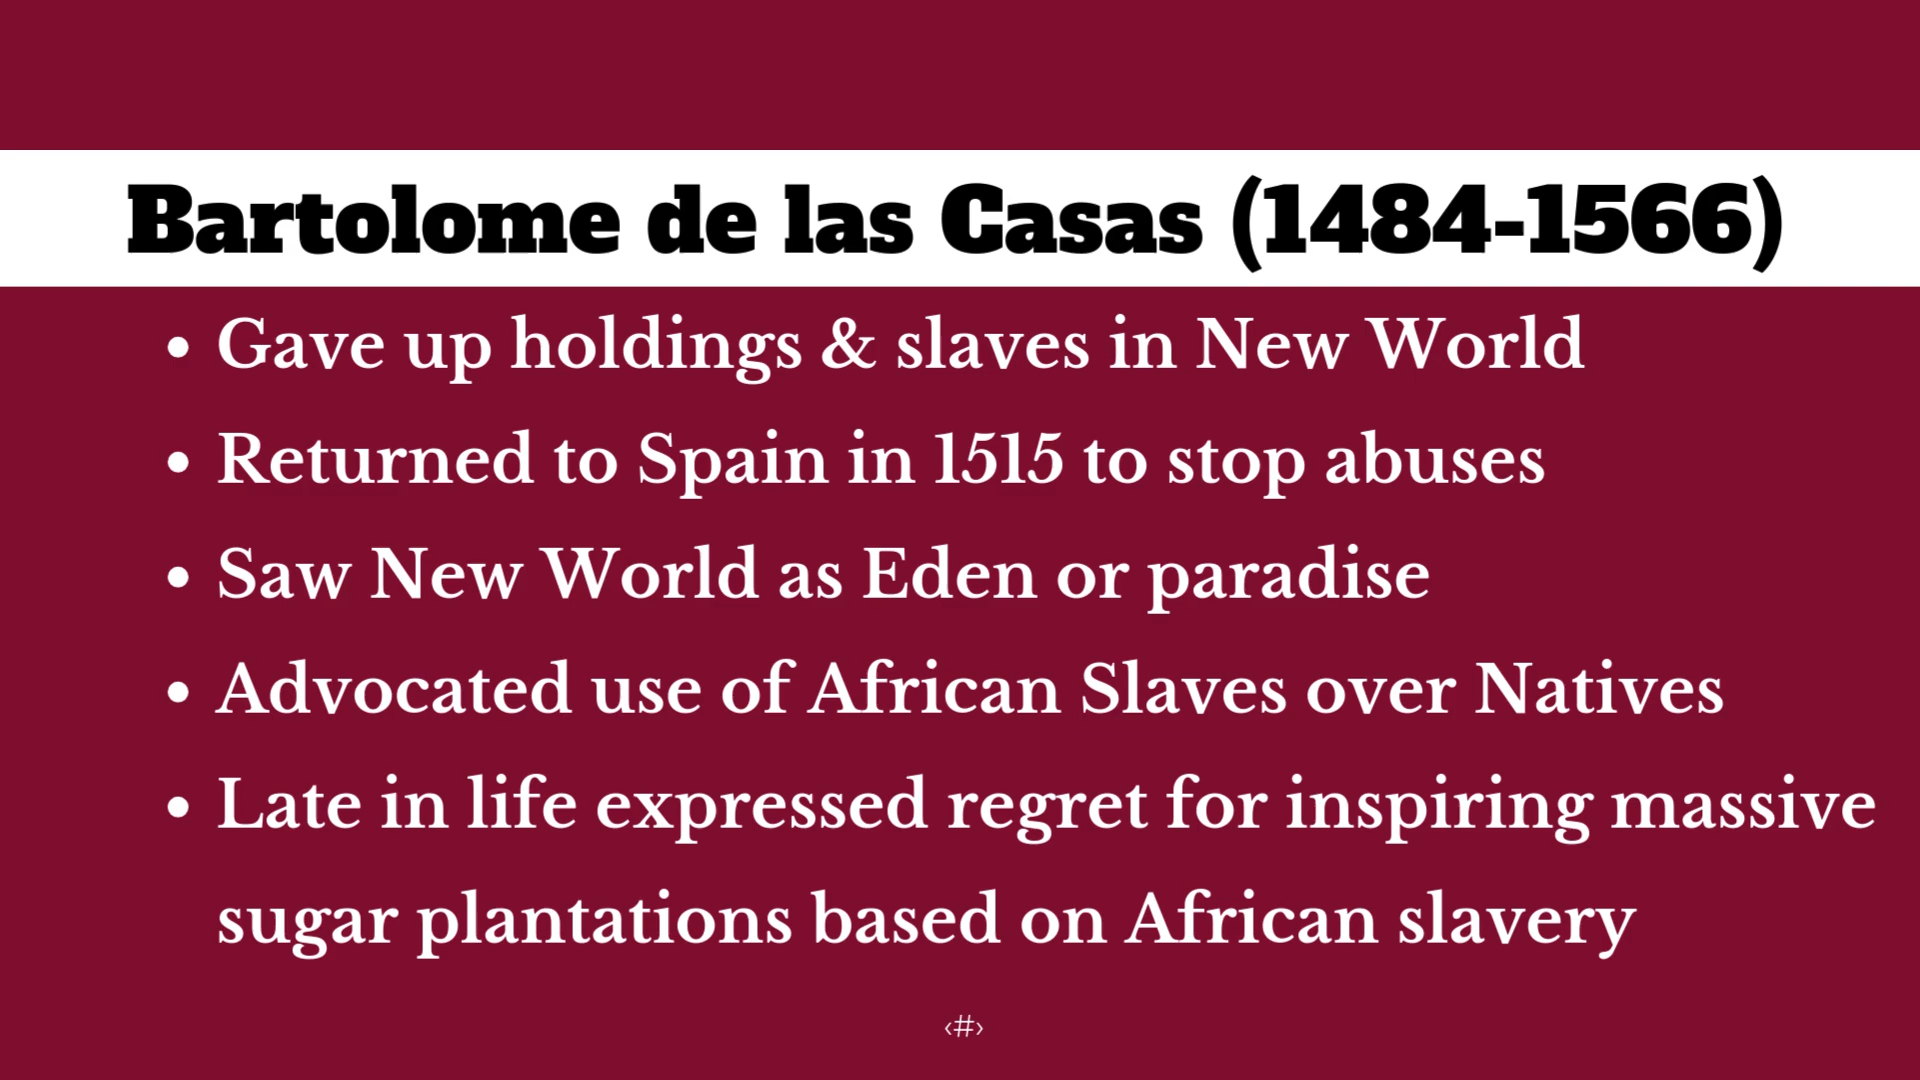 Bartolome de las Casas (1484-1566)
• Gave up holdings & slaves in New World
• Returned to Spain in 1515 to stop abuses
• Saw New World as Eden or paradise
• Advocated use of African Slaves over Natives
• Late in life expressed regret for inspiring massive
sugar plantations based on African slavery
‹#›